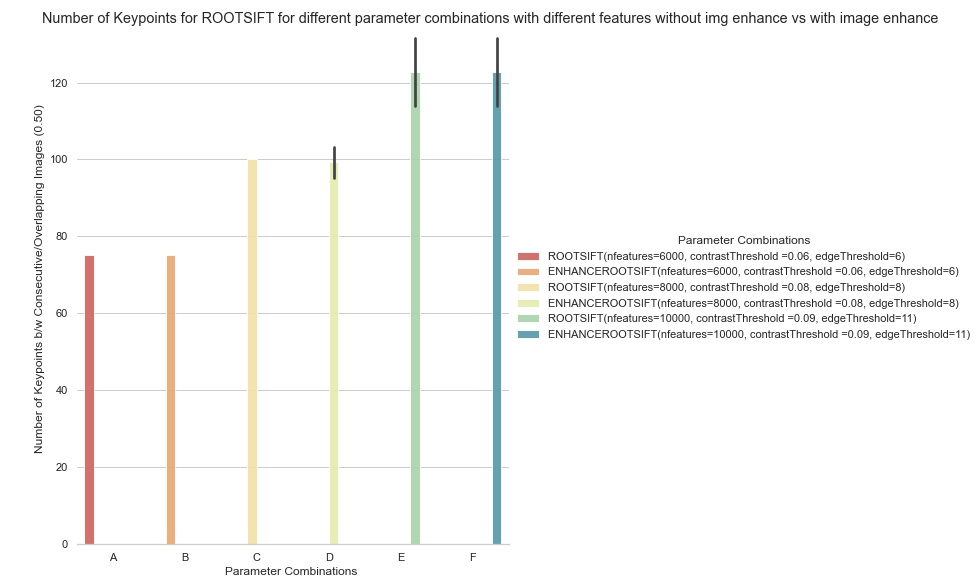 Number of Keypoints for ROOTSIFT for different parameter combinations with different features without img enhance vs with image enhance
Number of Keypoints b/w Consecutive/Overlapping Images (0.50)
120
100
80
60
40
20
0
A B C D E F
Parameter Combinations
Parameter Combinations
ROOTSIFT(nfeatures=6000, contrastThreshold =0.06, edgeThreshold=6)
ENHANCEROOTSIFT(nfeatures=6000, contrastThreshold =0.06, edgeThreshold=6)
ROOTSIFT(nfeatures=8000, contrastThreshold =0.08, edgeThreshold=8)
ENHANCEROOTSIFT(nfeatures=8000, contrastThreshold =0.08, edgeThreshold=8)
ROOTSIFT(nfeatures=10000, contrastThreshold =0.09, edgeThreshold=11)
ENHANCEROOTSIFT(nfeatures=10000, contrastThreshold =0.09, edgeThreshold=11)